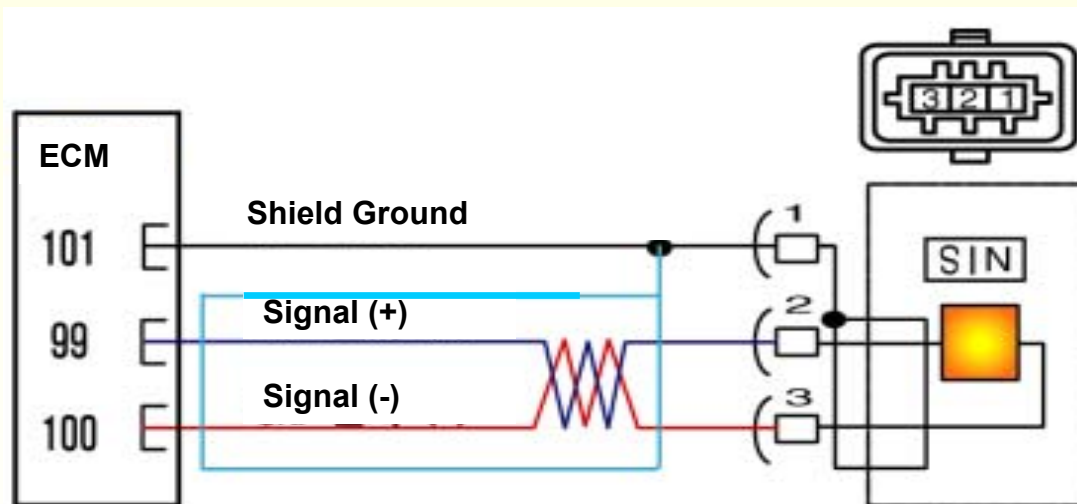 3 2 1
ECM
Shield Ground
101
1
SIN
Signal (+)
99
2
Signal (-)
100
3